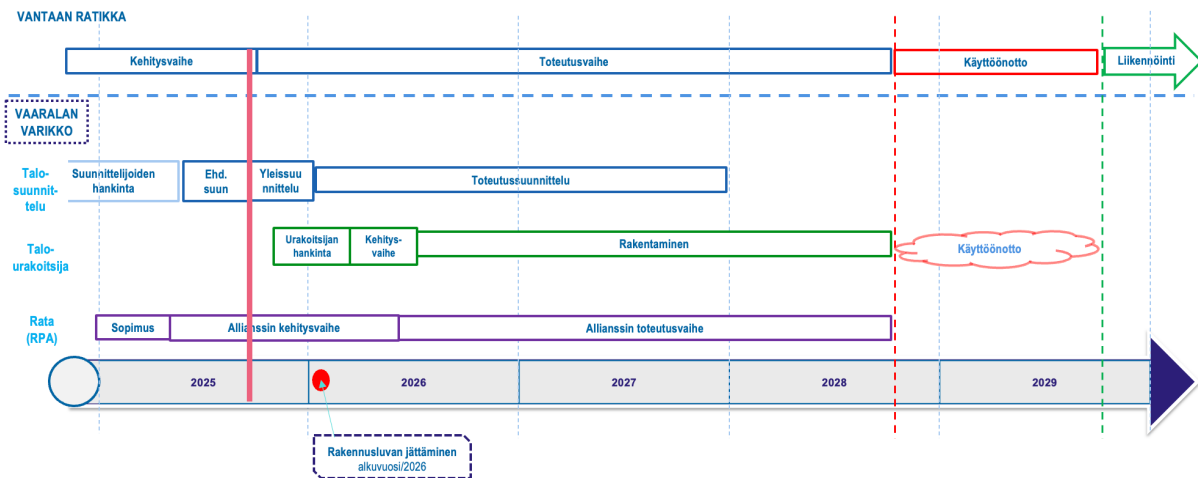 VANTAAN RATIKKA
Kehitysvaihe
Toteutusvaihe
Käyttöönotto
Liikennöinti
VAARALAN
VARIKKO
Talo-
suunnit-
telu
Suunnittelijoiden
hankinta
Ehd.
suun
Yleissuu
nnittelu
Toteutussuunnittelu
Talo-
urakoitsija
Urakoitsijan
hankinta
Kehitys-
vaihe
Rakentaminen
Käyttöönotto
Rata
(RPA)
Sopimus
Allianssin kehitysvaihe
Allianssin toteutusvaihe
2025
2026
2027
2028
2029
Rakennusluvan jättäminen
alkuvuosi/2026